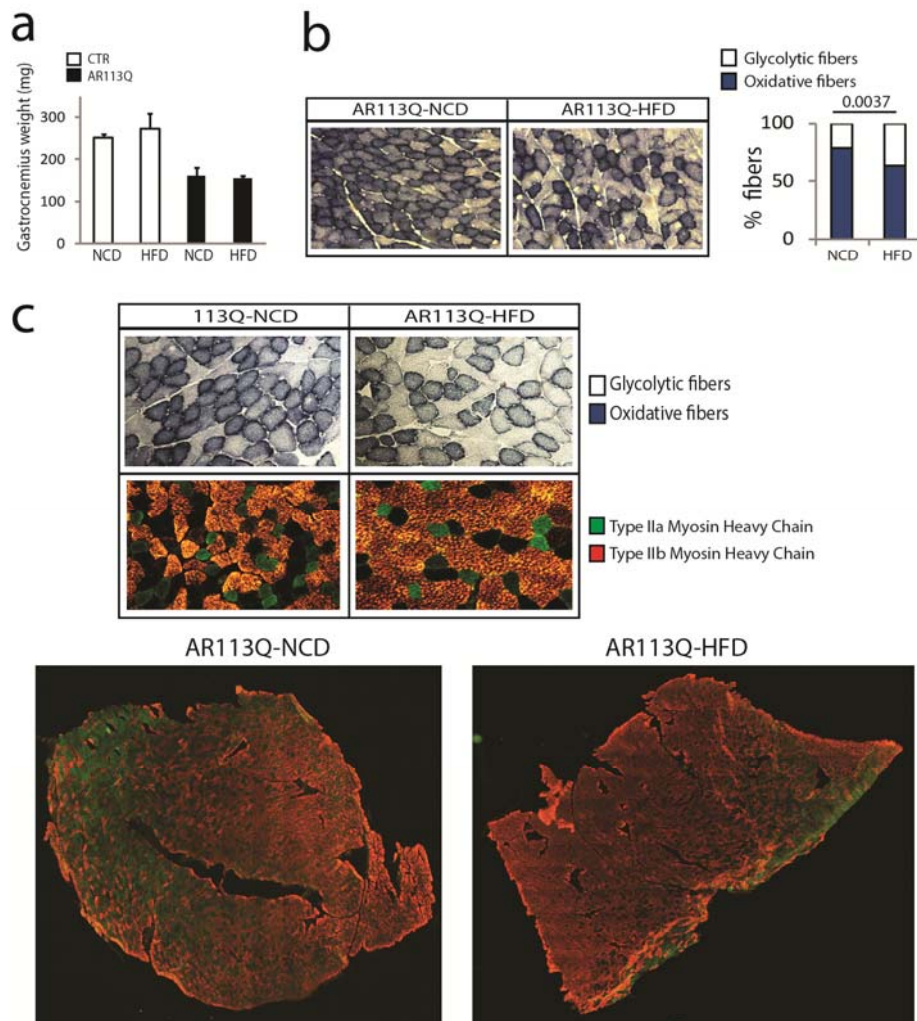 a
CTR
AR113Q
Gastrocnemius weight (mg)
300
200
100
0
NCD HFD NCD HFD
b
AR113Q-NCD AR113Q-HFD
Glycolytic fibers
Oxidative fibers
0.0037
% fibers
100
50
0
NCD HFD
c
113Q-NCD AR113Q-HFD
Glycolytic fibers
Oxidative fibers
Type IIa Myosin Heavy Chain
Type IIb Myosin Heavy Chain
AR113Q-NCD AR113Q-HFD